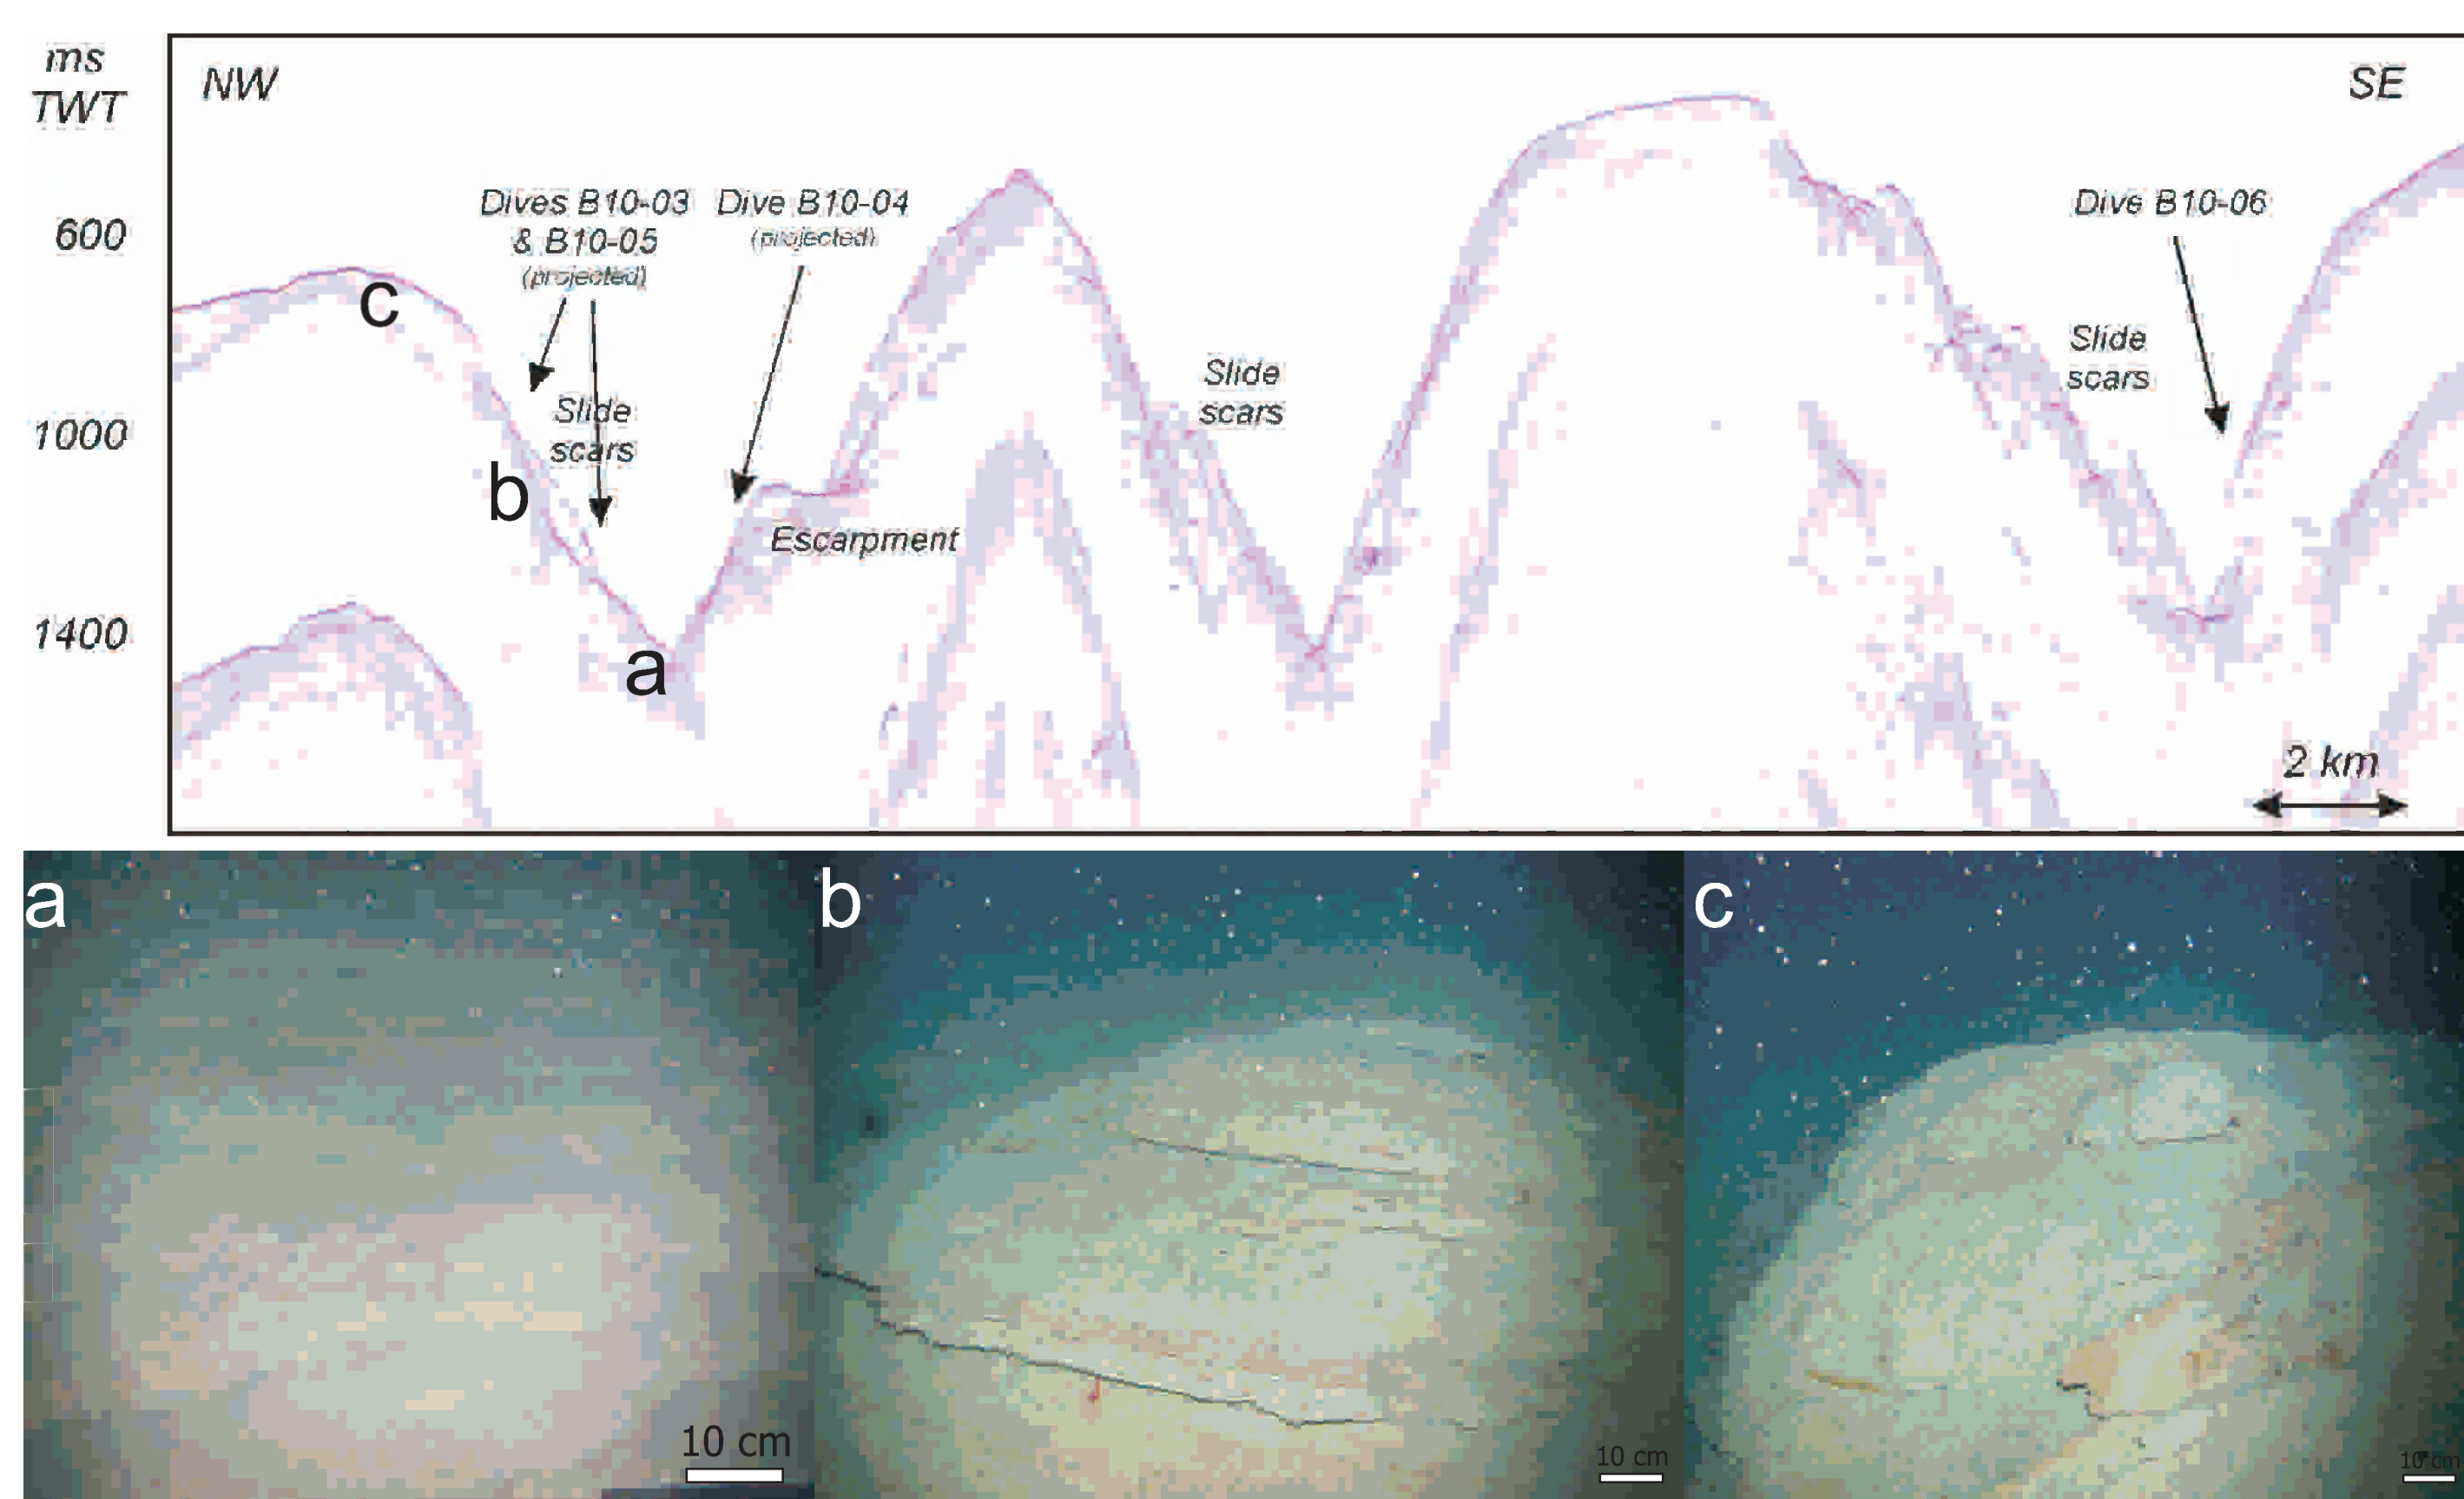 ms
TWT
NW
SE
600
1000
1400
Dives B10-03
& B10-05
(projected)
Dive B10-04
(projected)
Dive B10-06
c
Slide
scars
b
Slide
scars
Slide
scars
Escarpment
a
2 km
a
b
c
10 cm
10 cm
10 cm